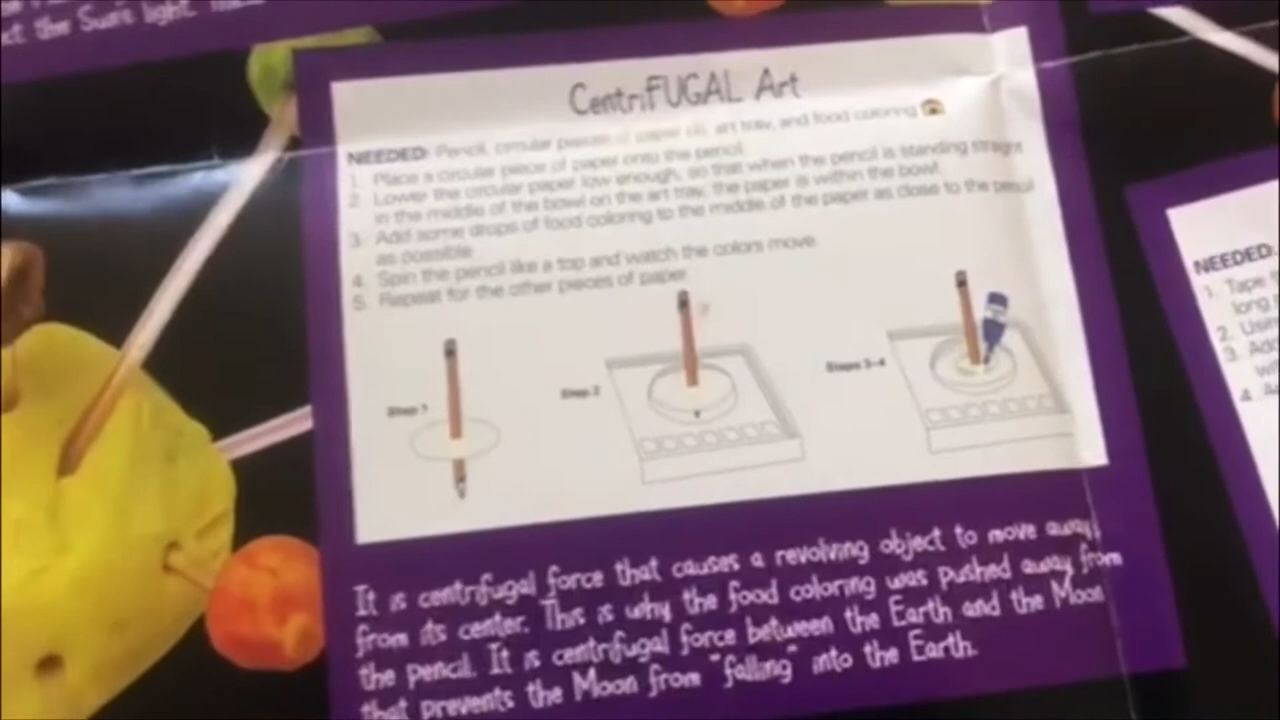 ct the Sun's light.
CentriFUGAL Art
NEEDED: Pencil, circular pieces of paper art tray, and food coloring
1. Place a circular piece of paper onto the pencil.
2. Lower the circular paper low enough, so that when the pencil is standing straight
in the middle of the bowl on the art tray, the paper is within the bowl.
3. Add some drops of food coloring to the middle of the paper as close to the pencil
as possible.
4. Spin the pencil like a top and watch the colors move.
5. Repeat for the other pieces of paper.
Step 1
Step 2
Steps 3-4
It is centrifugal force that causes a revolving object to move away,
from its center. This is why the food coloring was pushed away from
the pencil. It is centrifugal force between the Earth and the Moon
that prevents the Moon from "falling" into the Earth.
NEEDED:
1. Tape
long
2. Usin
3. Add
4.